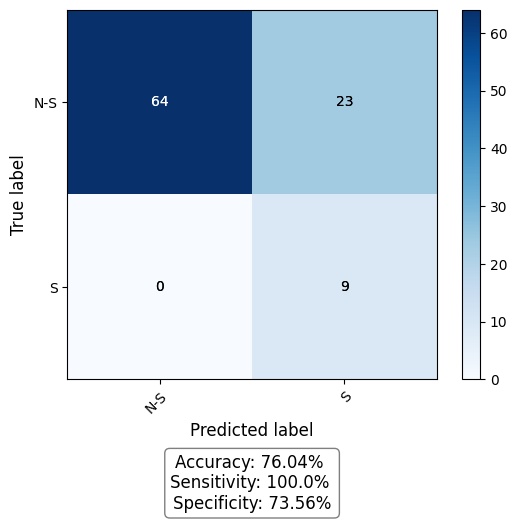 N-S
S
True label
64
23
0
9
N-S
S
Predicted label
60
50
40
30
20
10
0
Accuracy: 76.04%
Sensitivity: 100.0%
Specificity: 73.56%